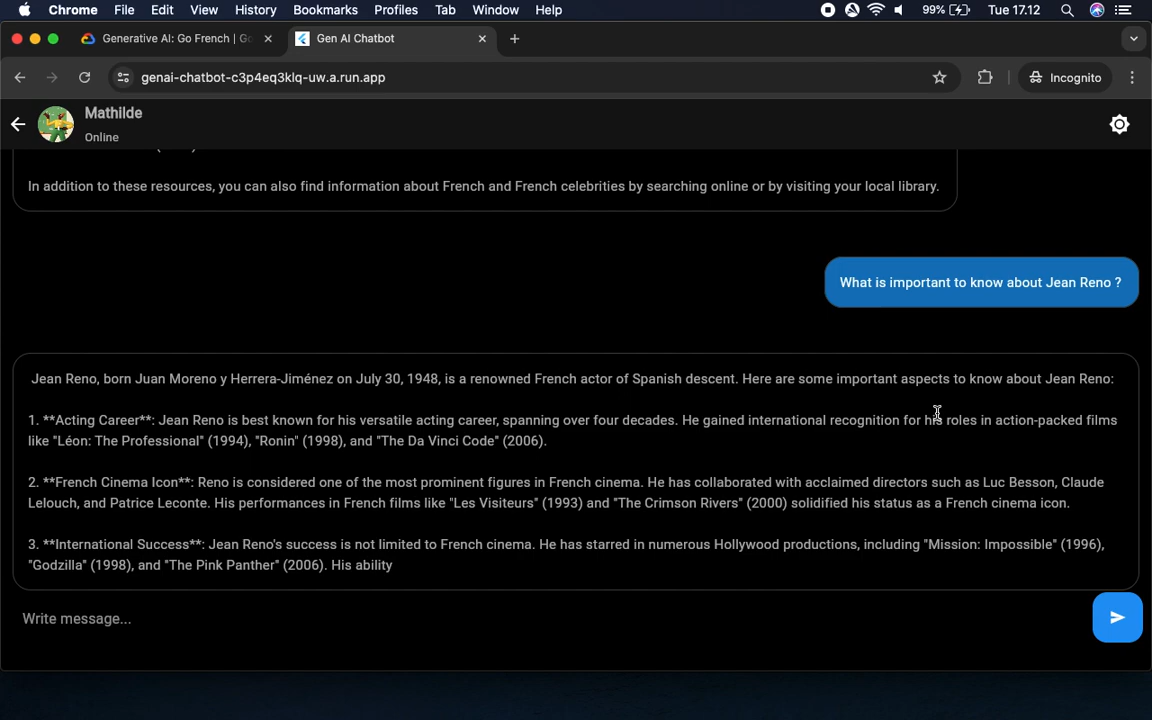 Chrome File Edit View History Bookmarks Profiles Tab Window Help 99% Tue 17.12
Generative AI: Go French | Go Gen AI Chatbot
genai-chatbot-c3p4eq3klq-uw.a.run.app Incognito
Mathilde
Online
In addition to these resources, you can also find information about French and French celebrities by searching online or by visiting your local library.
What is important to know about Jean Reno ?
Jean Reno, born Juan Moreno y Herrera-Jiménez on July 30, 1948, is a renowned French actor of Spanish descent. Here are some important aspects to know about Jean Reno:
1. **Acting Career**: Jean Reno is best known for his versatile acting career, spanning over four decades. He gained international recognition for his roles in action-packed films
like "Léon: The Professional" (1994), "Ronin" (1998), and "The Da Vinci Code" (2006).
2. **French Cinema Icon**: Reno is considered one of the most prominent figures in French cinema. He has collaborated with acclaimed directors such as Luc Besson, Claude
Lelouch, and Patrice Leconte. His performances in French films like "Les Visiteurs" (1993) and "The Crimson Rivers" (2000) solidified his status as a French cinema icon.
3. **International Success**: Jean Reno's success is not limited to French cinema. He has starred in numerous Hollywood productions, including "Mission: Impossible" (1996),
"Godzilla" (1998), and "The Pink Panther" (2006). His ability
Write message...